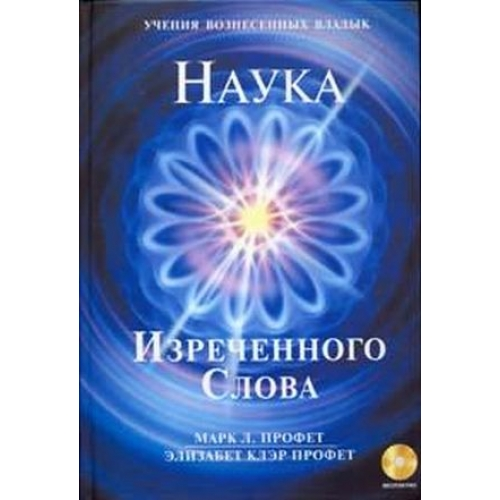 УЧЕНИЯ ВОЗНЕСЕННЫХ ВЛАДЫК
НАУКА
ИЗРЕЧЕННОГО
СЛОВА
МАРК Л. ПРОФЕТ
ЭЛИЗАБЕТ КЛЭР ПРОФЕТ